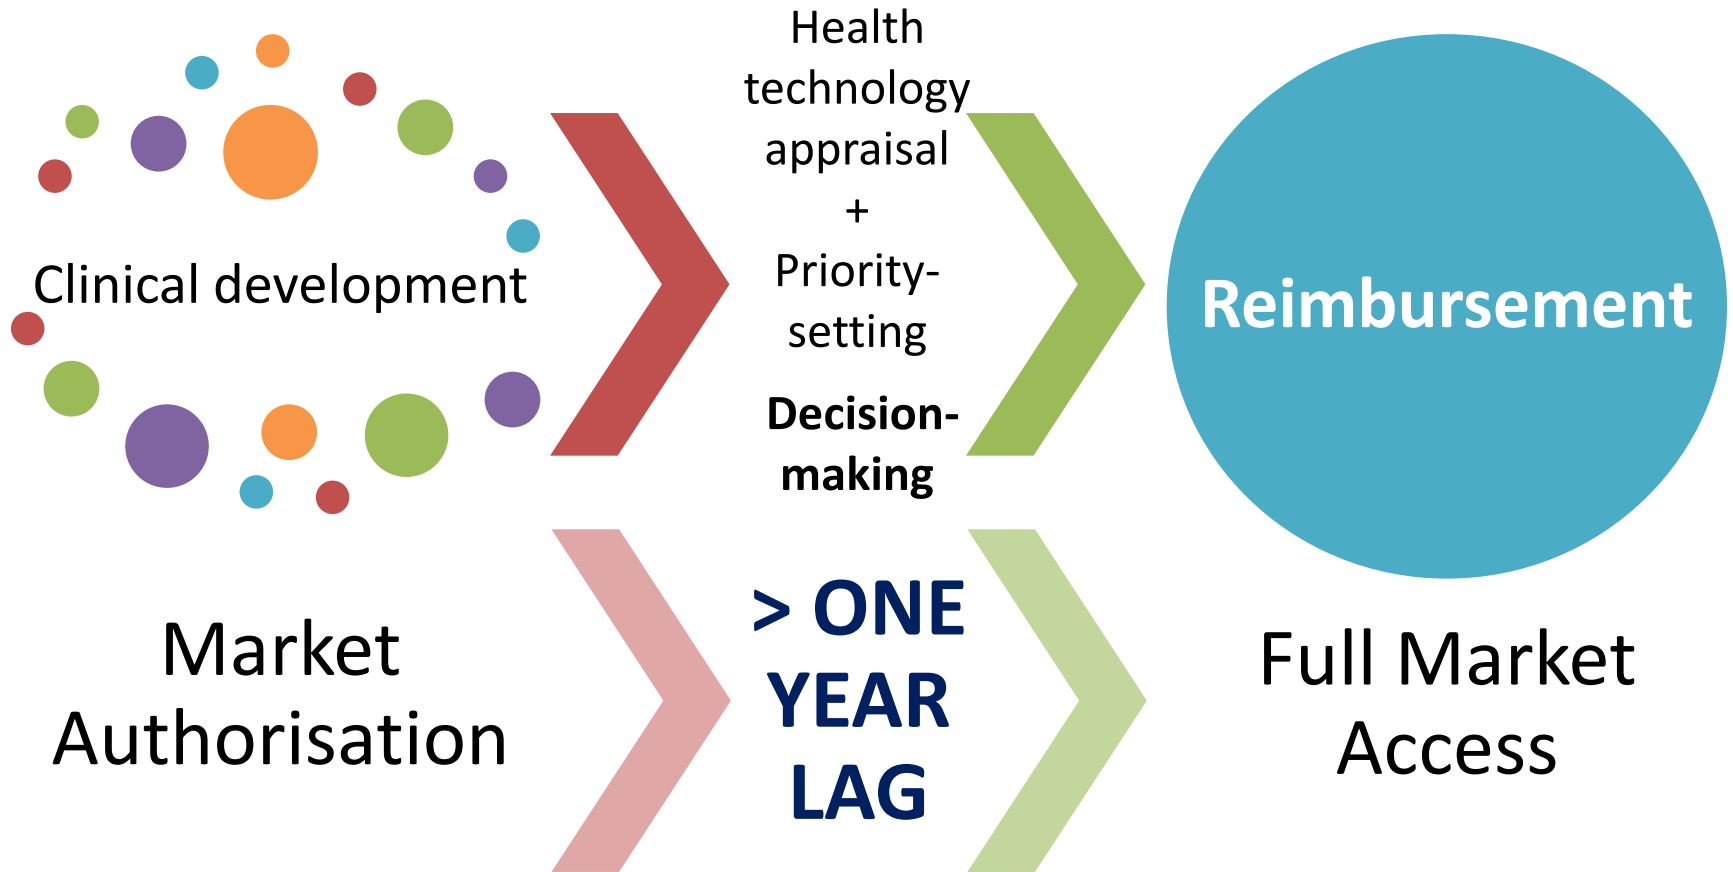 Clinical development
Health
technology
appraisal
+
Priority-
setting
Decision-
making
Reimbursement
Market
Authorisation
> ONE
YEAR
LAG
Full Market
Access